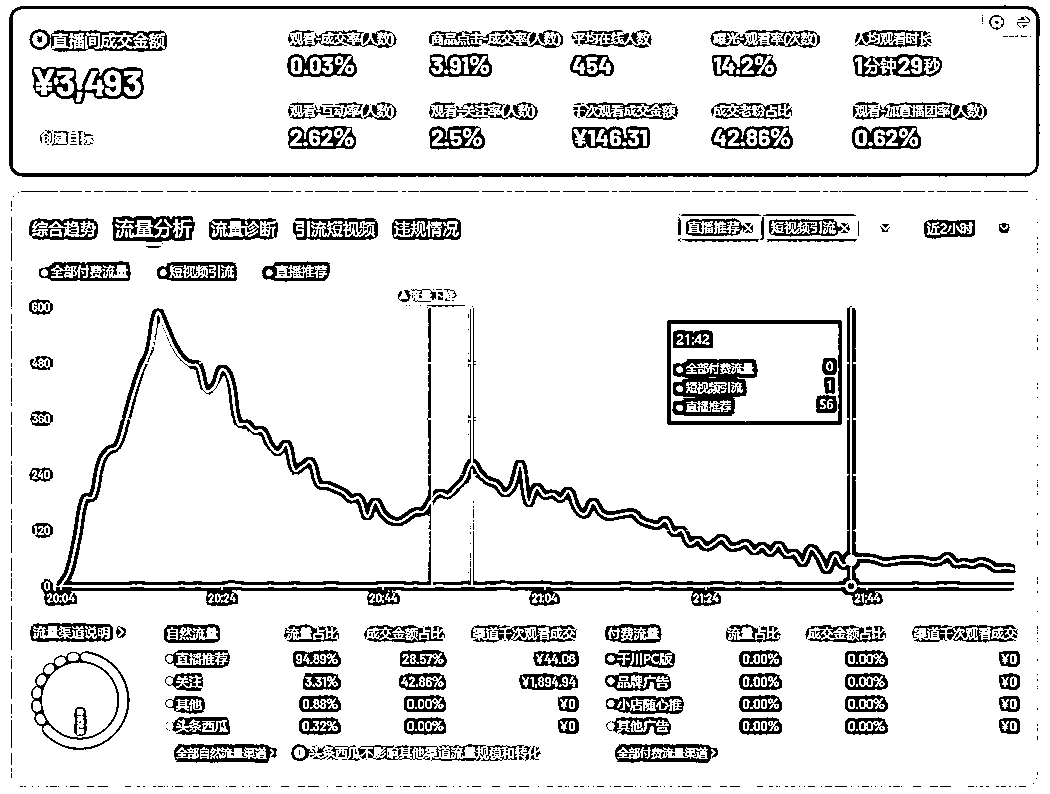 直播间成交金额
¥3,493
创建目标
观看-成交率(人数) 商品点击-成交率(人数) 平均在线人数 曝光-观看率(次数) 人均观看时长
0.03% 3.91% 454 14.2% 1分钟29秒
观看-互动率(人数) 观看-关注率(人数) 千次观看成交金额 成交老粉占比 观看-加直播团率(人数)
2.62% 2.5% ¥146.31 42.86% 0.62%
综合趋势 流量分析 流量诊断 引流短视频 违规情况 直播推荐 短视频引流 近2小时
全部付费流量 短视频引流 直播推荐
流量下降
600
480
360
240
120
0
21:42
全部付费流量 0
短视频引流 1
直播推荐 56
20:04 20:24 20:44 21:04 21:24 21:44
流量渠道说明 自然流量 流量占比 成交金额占比 渠道千次观看成交 付费流量 流量占比 成交金额占比 渠道千次观看成交
直播推荐 94.89% 28.57% ¥44.06 千川PC版 0.00% 0.00% ¥0
关注 3.31% 42.86% ¥1,894.94 品牌广告 0.00% 0.00% ¥0
其他 0.88% 0.00% ¥0 小店随心推 0.00% 0.00% ¥0
头条西瓜 0.32% 0.00% ¥0 其他广告 0.00% 0.00% ¥0
全部自然流量渠道 头条西瓜不影响其他渠道流量规模和转化 全部付费流量渠道